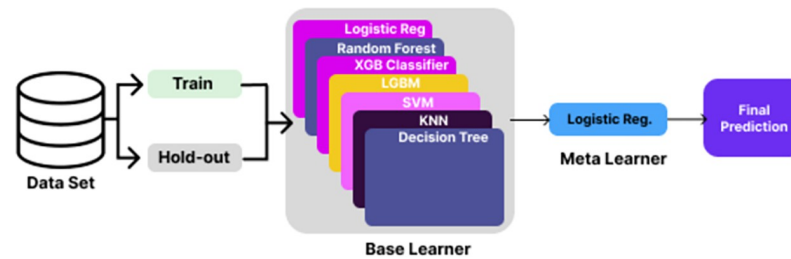 Data Set
Train
Hold-out
Logistic Reg
Random Forest
XGB Classifier
LGBM
SVM
KNN
Decision Tree
Base Learner
Logistic Reg.
Meta Learner
Final
Prediction